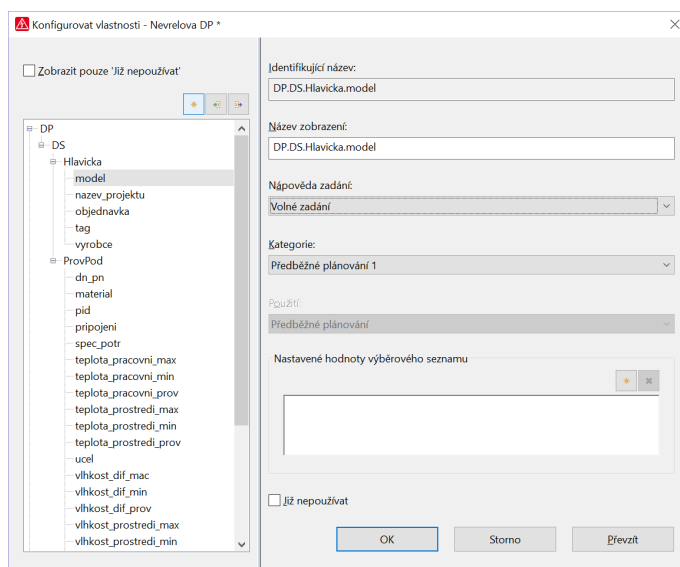 Konfigurovat vlastnosti - Nevrelova DP *
Zobrazit pouze 'Již nepoužívat'
DP
DS
Hlavicka
model
nazev_projektu
objednavka
tag
vyrobce
ProvPod
dn_pn
material
pid
pripojeni
spec_potr
teplota_pracovni_max
teplota_pracovni_min
teplota_pracovni_prov
teplota_prostredi_max
teplota_prostredi_min
teplota_prostredi_prov
ucel
vlhkost_dif_mac
vlhkost_dif_min
vlhkost_dif_prov
vlhkost_prostredi_max
vlhkost_prostredi_min
Identifikující název:
DP.DS.Hlavicka.model
Název zobrazení:
DP.DS.Hlavicka.model
Nápověda zadání:
Volné zadání
Kategorie:
Předběžné plánování 1
Použití:
Předběžné plánování
Nastavené hodnoty výběrového seznamu
Již nepoužívat
OK
Storno
Převzít